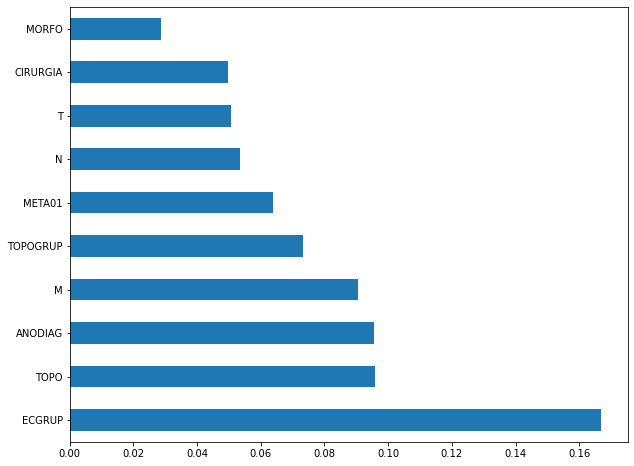 MORFO
CIRURGIA
T
N
META01
TOPOGRUP
M
ANODIAG
TOPO
ECGRUP
0.00 0.02 0.04 0.06 0.08 0.10 0.12 0.14 0.16